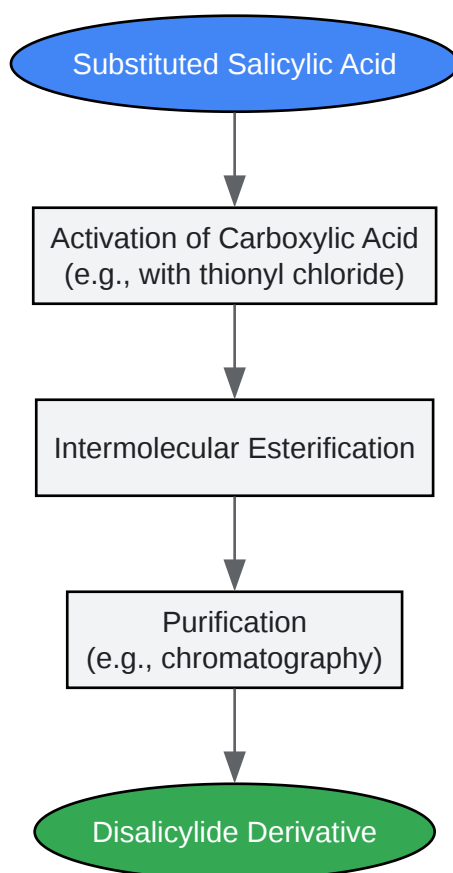 Substituted Salicylic Acid
Activation of Carboxylic Acid
(e.g., with thionyl chloride)
Intermolecular Esterification
Purification
(e.g., chromatography)
Disalicylide Derivative